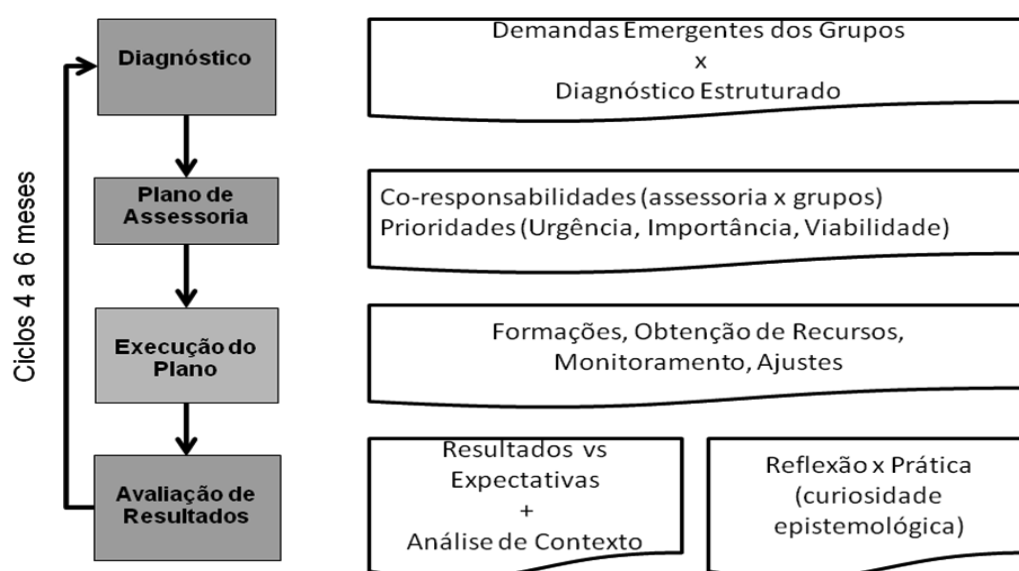 Diagnóstico
Demandas Emergentes dos Grupos
x
Diagnóstico Estruturado
Plano de
Assessoria
Co-responsabilidades (assessoria x grupos)
Prioridades (Urgência, Importância, Viabilidade)
Execução do
Plano
Formações, Obtenção de Recursos,
Monitoramento, Ajustes
Avaliação de
Resultados
Resultados vs
Expectativas
+
Análise de Contexto
Reflexão x Prática
(curiosidade
epistemológica)
Ciclos 4 a 6 meses